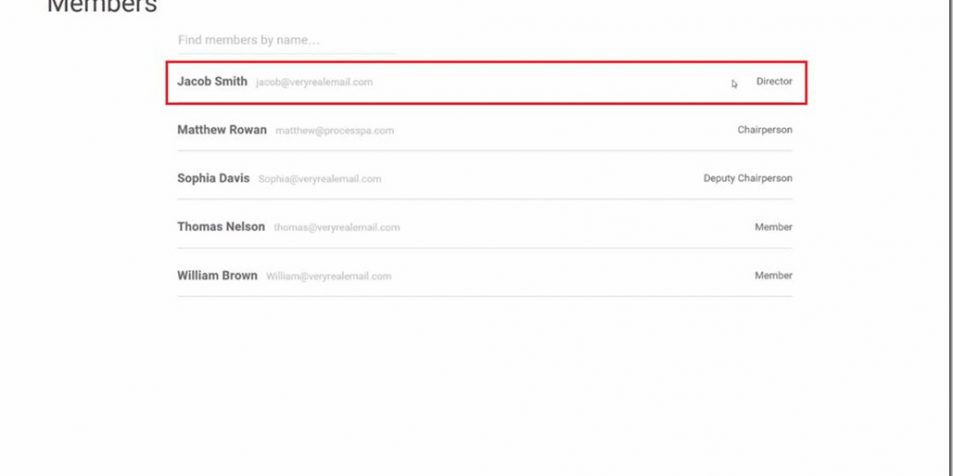 Members
Find members by name...
Jacob Smith jacob@veryrealemail.com Director
Matthew Rowan matthew@processpa.com Chairperson
Sophia Davis Sophia@veryrealemail.com Deputy Chairperson
Thomas Nelson thomas@veryrealemail.com Member
William Brown William@veryrealemail.com Member